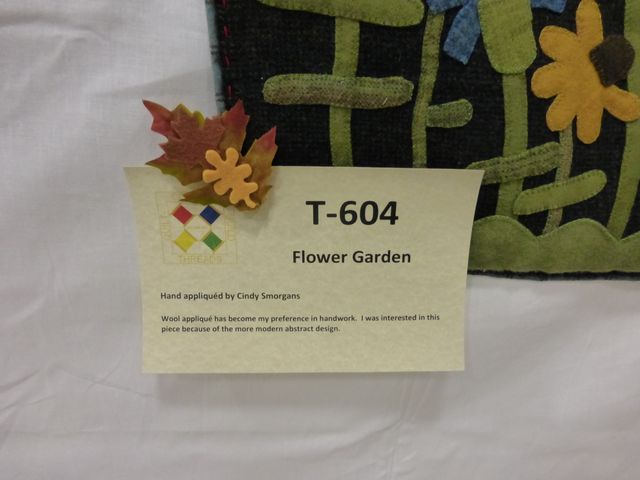 T-604
Flower Garden
THREADS
Hand appliquéd by Cindy Smorgans
Wool appliqué has become my preference in handwork. I was interested in this
piece because of the more modern abstract design.